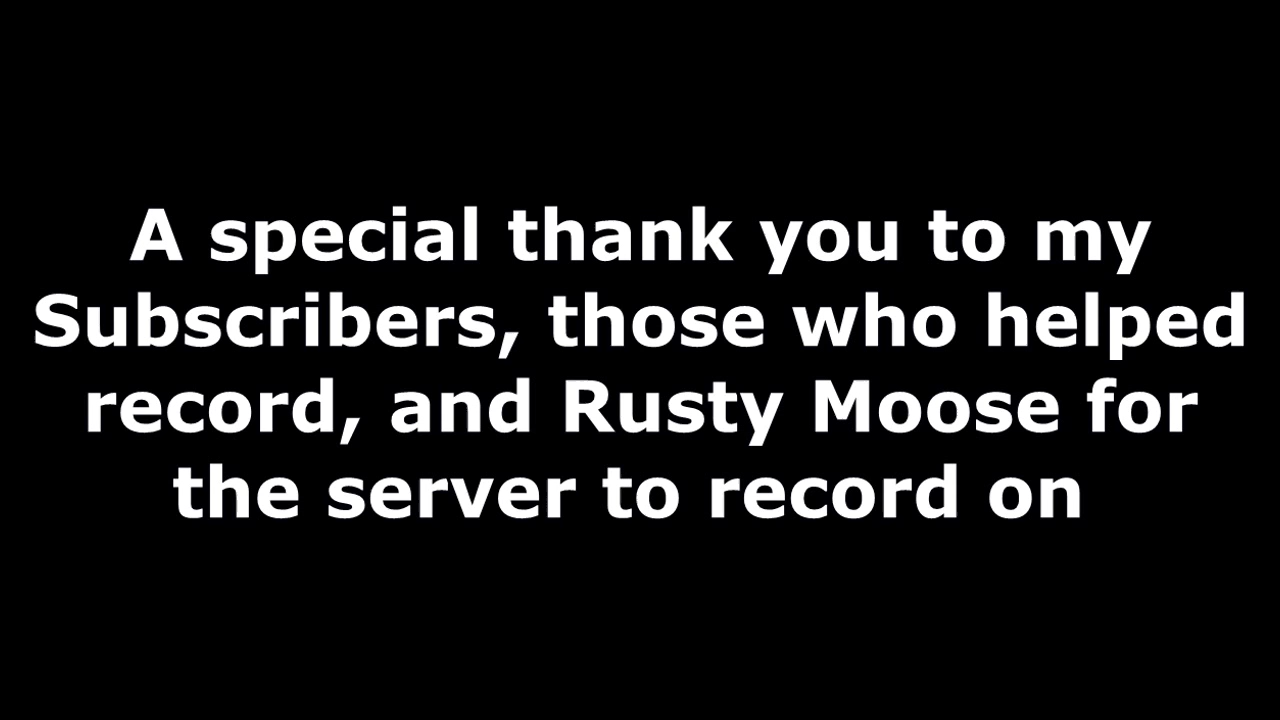 A special thank you to my
Subscribers, those who helped
record, and Rusty Moose for
the server to record on